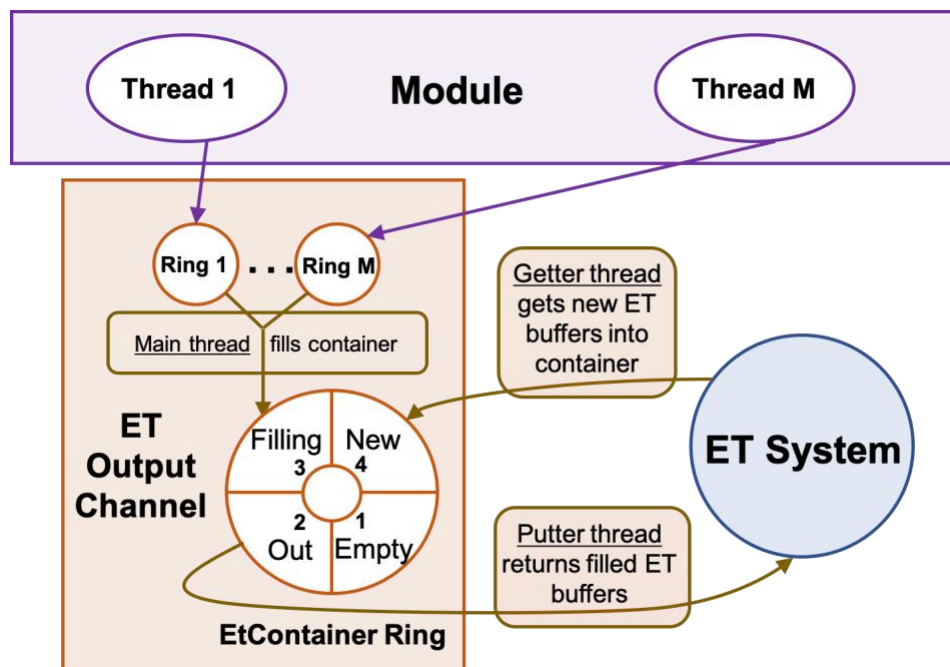 Thread 1
Module
Thread M
Ring 1
. . .
Ring M
Main thread fills container
Getter thread
gets new ET
buffers into
container
ET
Output
Channel
Filling
New
3
4
2
1
Out
Empty
ET System
Putter thread
returns filled ET
buffers
EtContainer Ring